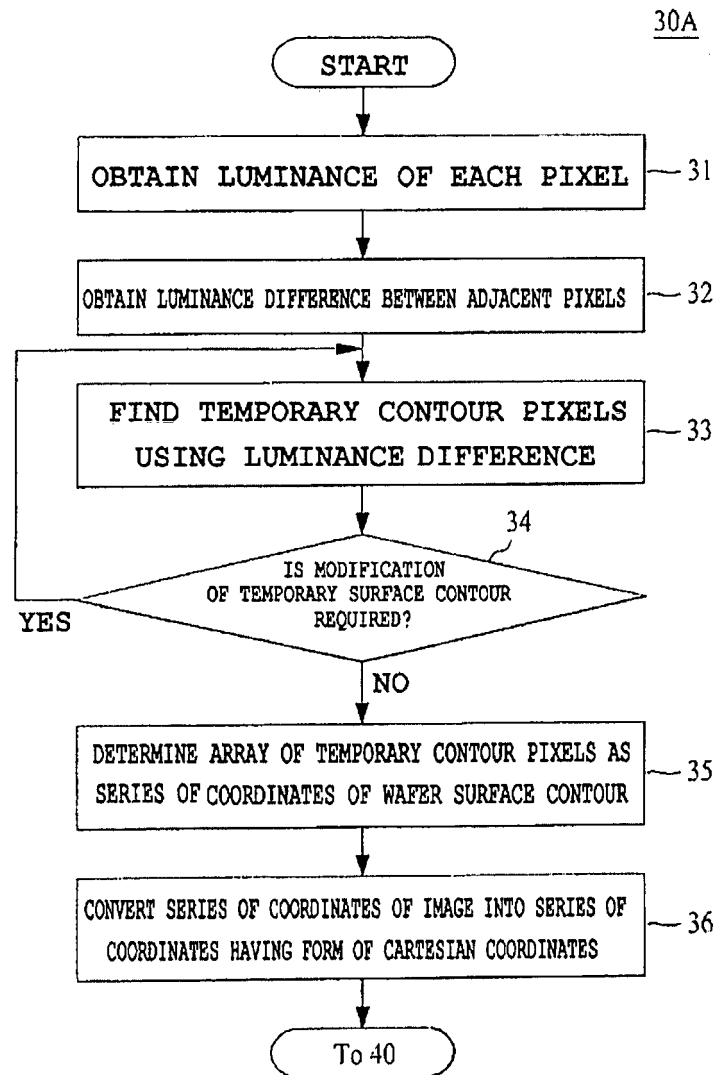 30A
START
OBTAIN LUMINANCE OF EACH PIXEL
31
OBTAIN LUMINANCE DIFFERENCE BETWEEN ADJACENT PIXELS
32
FIND TEMPORARY CONTOUR PIXELS
USING LUMINANCE DIFFERENCE
33
34
IS MODIFICATION
OF TEMPORARY SURFACE CONTOUR
REQUIRED?
YES
NO
DETERMINE ARRAY OF TEMPORARY CONTOUR PIXELS AS
SERIES OF COORDINATES OF WAFER SURFACE CONTOUR
35
CONVERT SERIES OF COORDINATES OF IMAGE INTO SERIES OF
COORDINATES HAVING FORM OF CARTESIAN COORDINATES
36
To 40